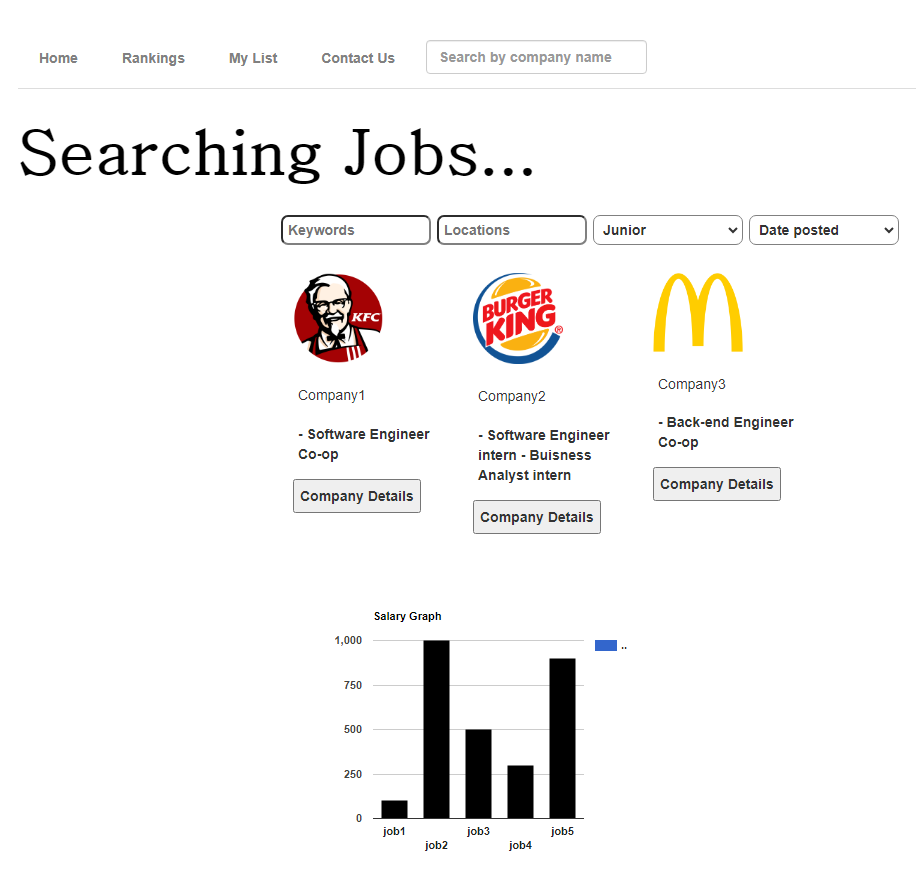 Home Rankings My List Contact Us Search by company name
Searching Jobs...
Keywords Locations Junior Date posted
KFC
BURGER
KING
®
Company1
- Software Engineer
Co-op
Company Details
Company2
- Software Engineer
intern - Buisness
Analyst intern
Company Details
Company3
- Back-end Engineer
Co-op
Company Details
Salary Graph
1,000
750
500
250
0
..
job1
job2
job3
job4
job5